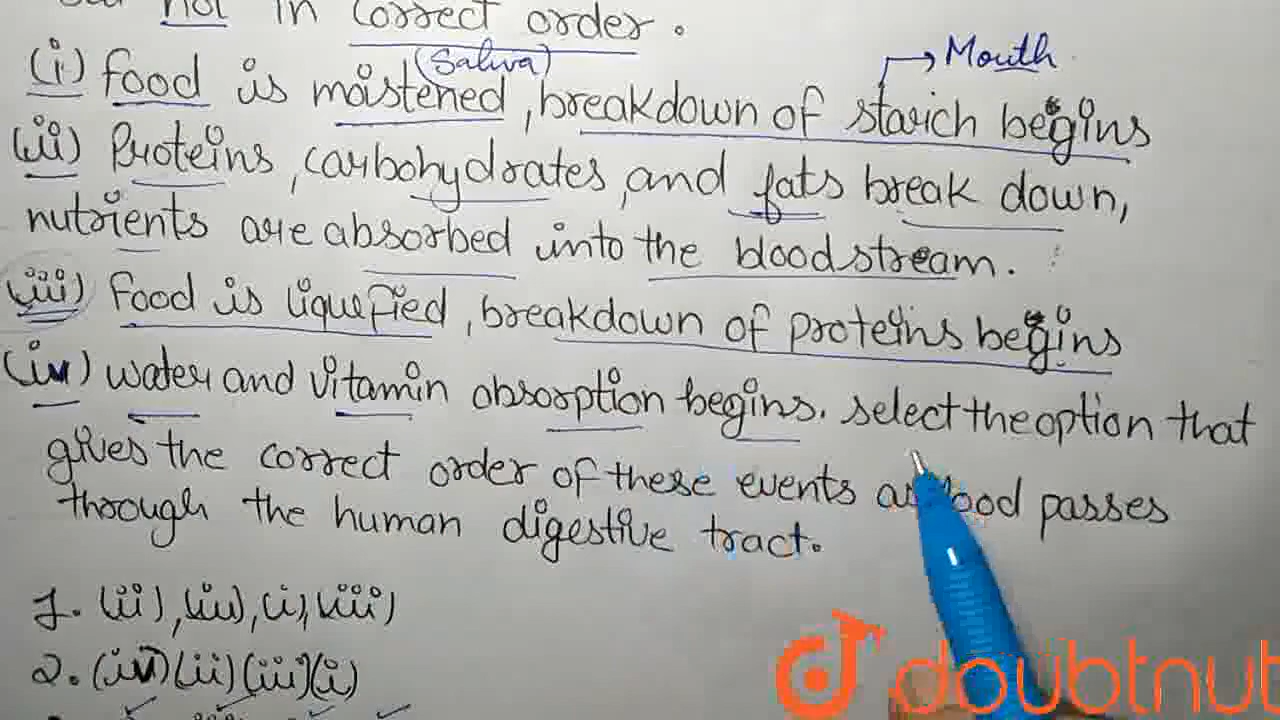 not in correct order.
(Saliva) → Mouth
(i) food is moistened, breakdown of starch begins
(ii) Proteins, carbohydrates, and fats break down,
nutrients are absorbed into the bloodstream.
(iii) Food is liquefied, breakdown of proteins begins
(iv) water and vitamin absorption begins. select the option that
gives the correct order of these events as food passes
through the human digestive tract.
1. (ii), (iv), (i), (iii)
2. (iv) (ii) (iii) (i)
doubtnut